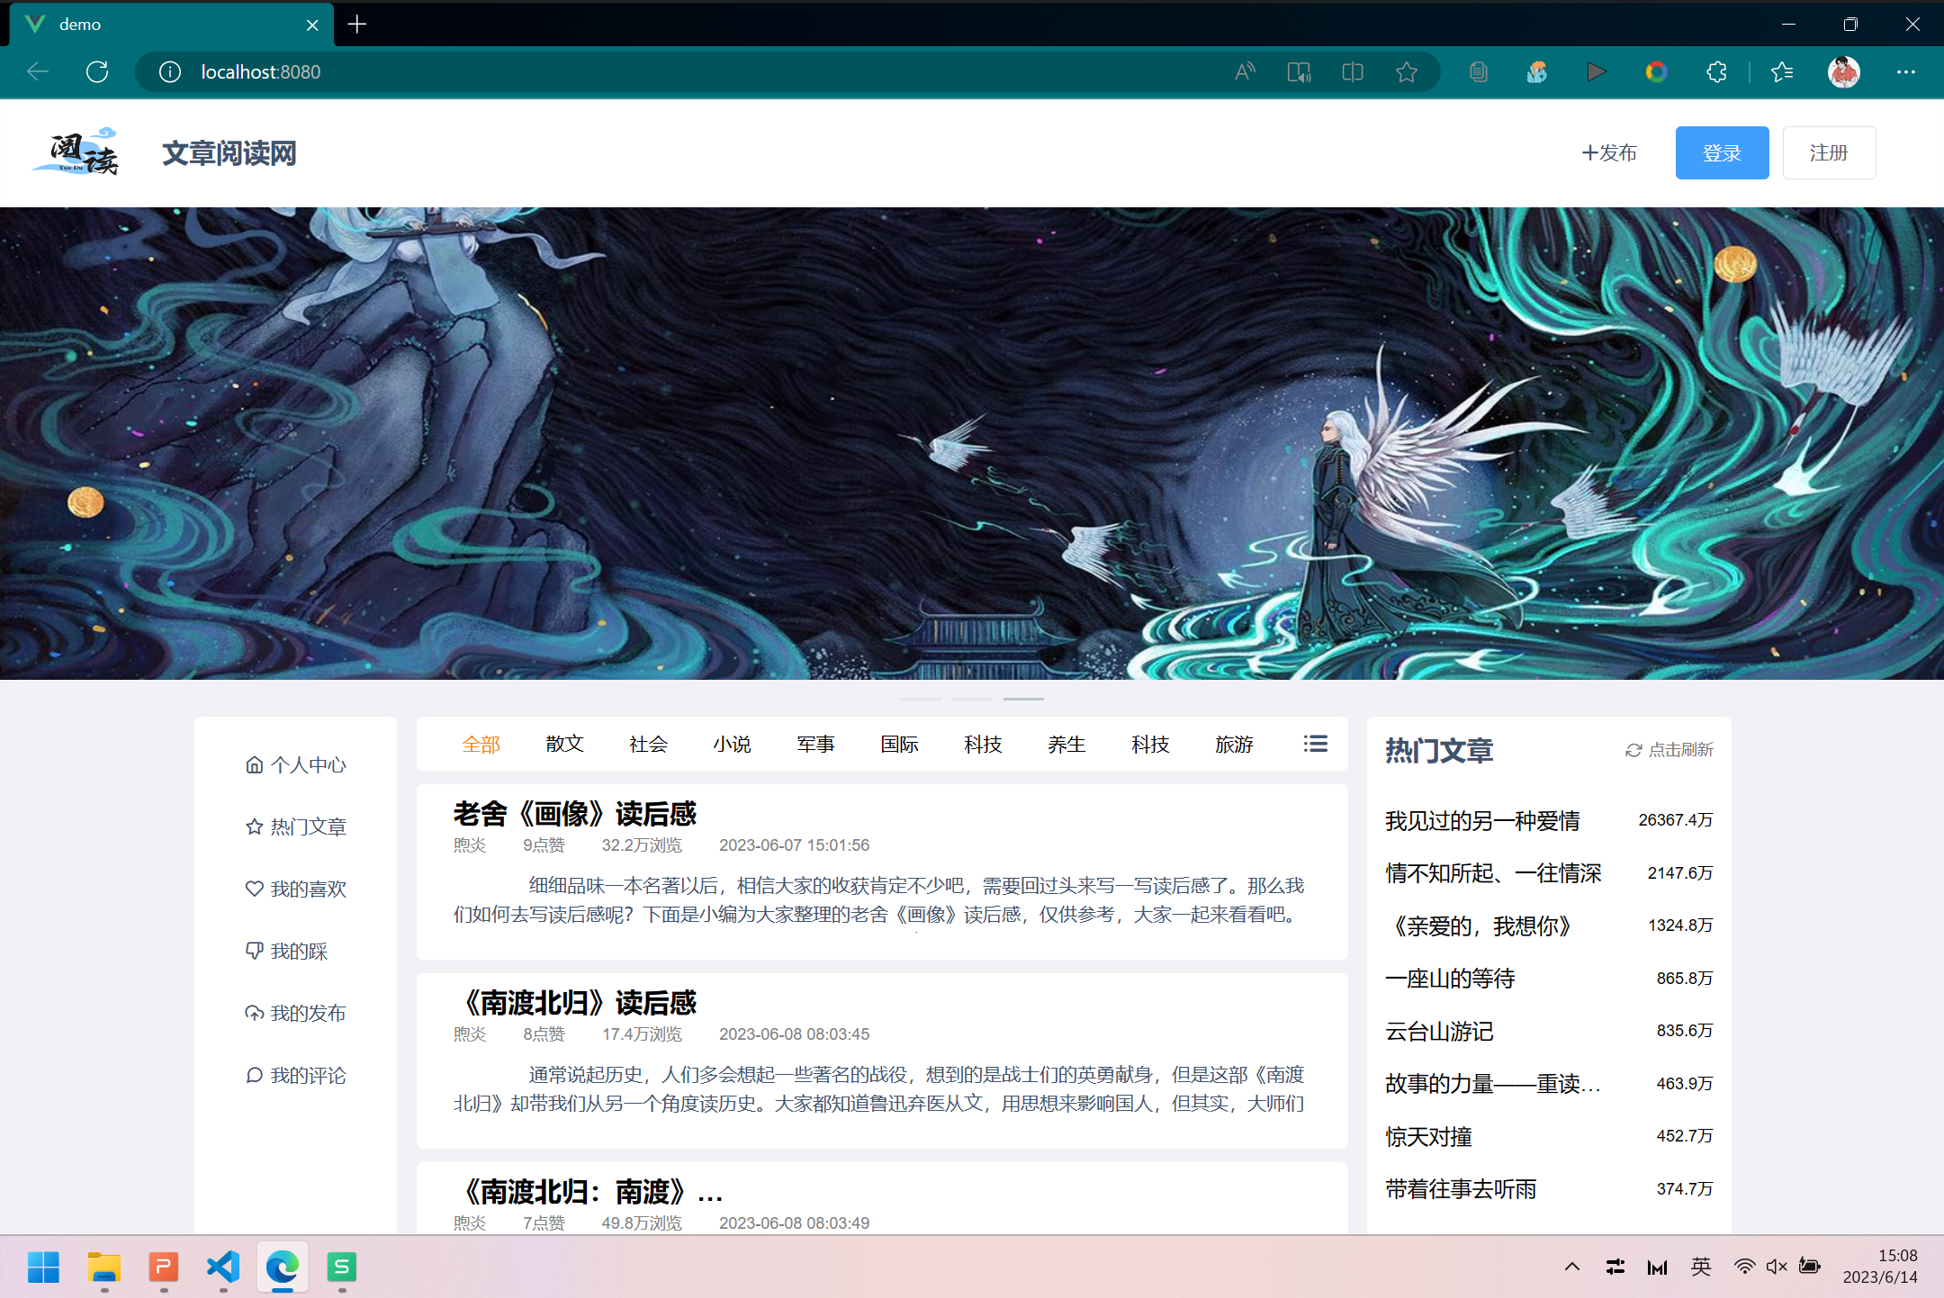 demo
localhost:8080
阅读
YUE DU
文章阅读网
+发布
登录
注册
全部 散文 社会 小说 军事 国际 科技 养生 科技 旅游
个人中心
热门文章
我的喜欢
我的踩
我的发布
我的评论
老舍《画像》读后感
煦炎 9点赞 32.2万浏览 2023-06-07 15:01:56
细细品味一本名著以后，相信大家的收获肯定不少吧，需要回过头来写一写读后感了。那么我
们如何去写读后感呢？下面是小编为大家整理的老舍《画像》读后感，仅供参考，大家一起来看看吧。
《南渡北归》读后感
煦炎 8点赞 17.4万浏览 2023-06-08 08:03:45
通常说起历史，人们多会想起一些著名的战役，想到的是战士们的英勇献身，但是这部《南渡
北归》却带我们从另一个角度读历史。大家都知道鲁迅弃医从文，用思想来影响国人，但其实，大师们
《南渡北归：南渡》...
煦炎 7点赞 49.8万浏览 2023-06-08 08:03:49
热门文章 点击刷新
我见过的另一种爱情 26367.4万
情不知所起、一往情深 2147.6万
《亲爱的，我想你》 1324.8万
一座山的等待 865.8万
云台山游记 835.6万
故事的力量——重读... 463.9万
惊天对撞 452.7万
带着往事去听雨 374.7万
英
15:08
2023/6/14